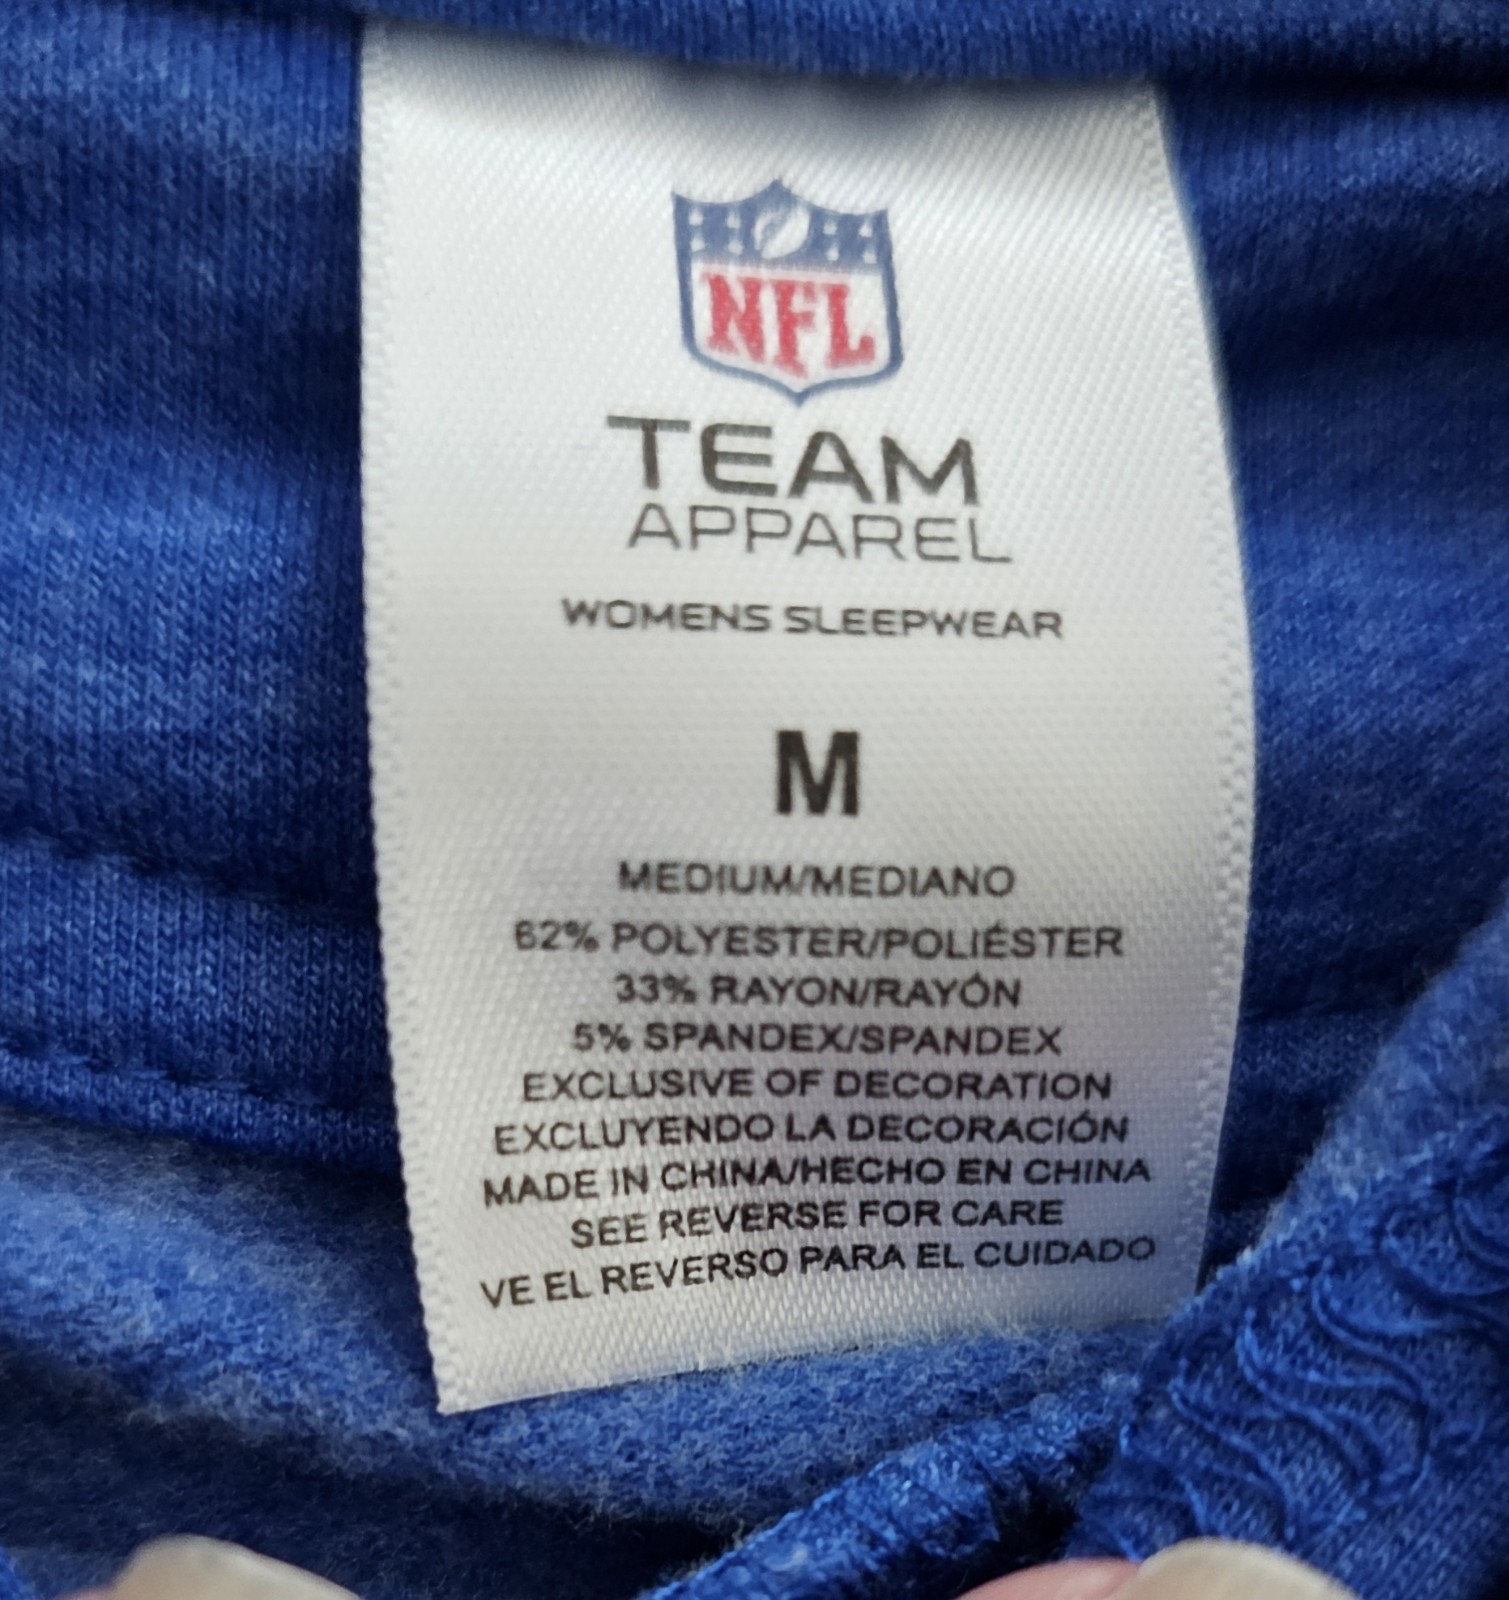 NFL
TEAM
APPAREL
WOMENS SLEEPWEAR
M
MEDIUM/MEDIANO
62% POLYESTER/POLIÉSTER
33% RAYON/RAYÓN
5% SPANDEX/SPANDEX
EXCLUSIVE OF DECORATION
EXCLUYENDO LA DECORACIÓN
MADE IN CHINA/HECHO EN CHINA
SEE REVERSE FOR CARE
VE EL REVERSO PARA EL CUIDADO